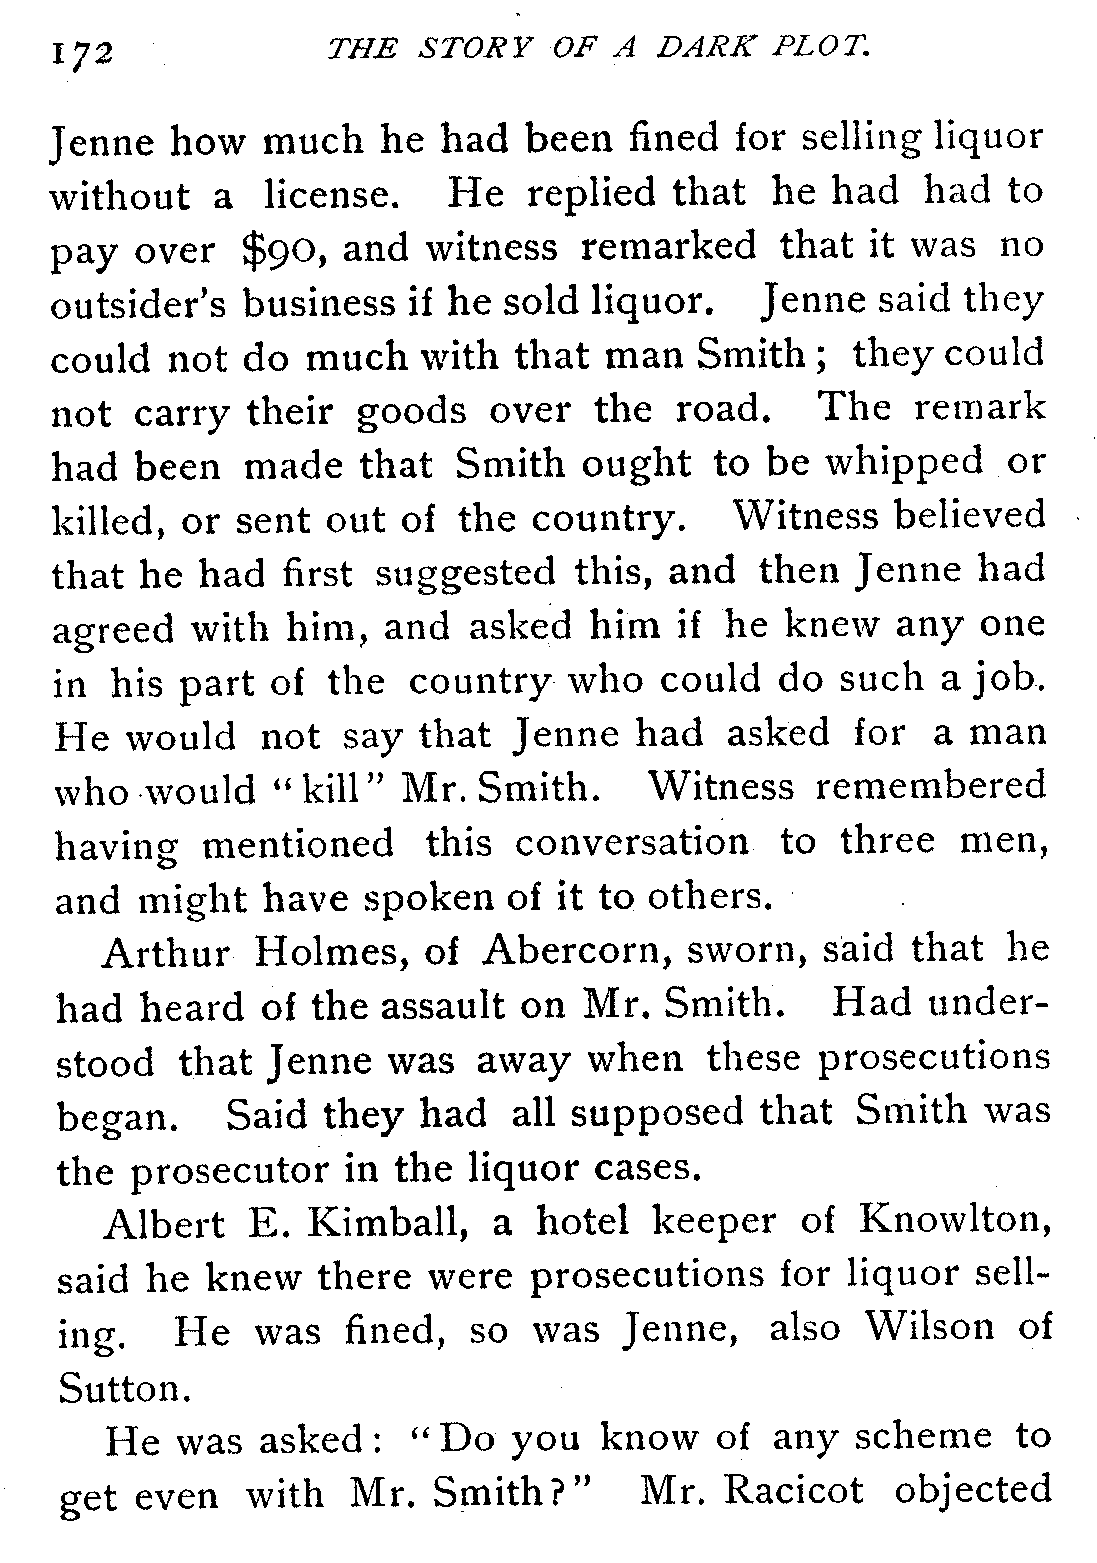 172 THE STORY OF A DARK PLOT.
Jenne how much he had been fined for selling liquor
without a license. He replied that he had had to
pay over $90, and witness remarked that it was no
outsider's business if he sold liquor. Jenne said they
could not do much with that man Smith; they could
not carry their goods over the road. The remark
had been made that Smith ought to be whipped or
killed, or sent out of the country. Witness believed
that he had first suggested this, and then Jenne had
agreed with him, and asked him if he knew any one
in his part of the country who could do such a job.
He would not say that Jenne had asked for a man
who would "kill" Mr. Smith. Witness remembered
having mentioned this conversation to three men,
and might have spoken of it to others.
Arthur Holmes, of Abercorn, sworn, said that he
had heard of the assault on Mr. Smith. Had under-
stood that Jenne was away when these prosecutions
began. Said they had all supposed that Smith was
the prosecutor in the liquor cases.
Albert E. Kimball, a hotel keeper of Knowlton,
said he knew there were prosecutions for liquor sell-
ing. He was fined, so was Jenne, also Wilson of
Sutton.
He was asked: "Do you know of any scheme to
get even with Mr. Smith?" Mr. Racicot objected